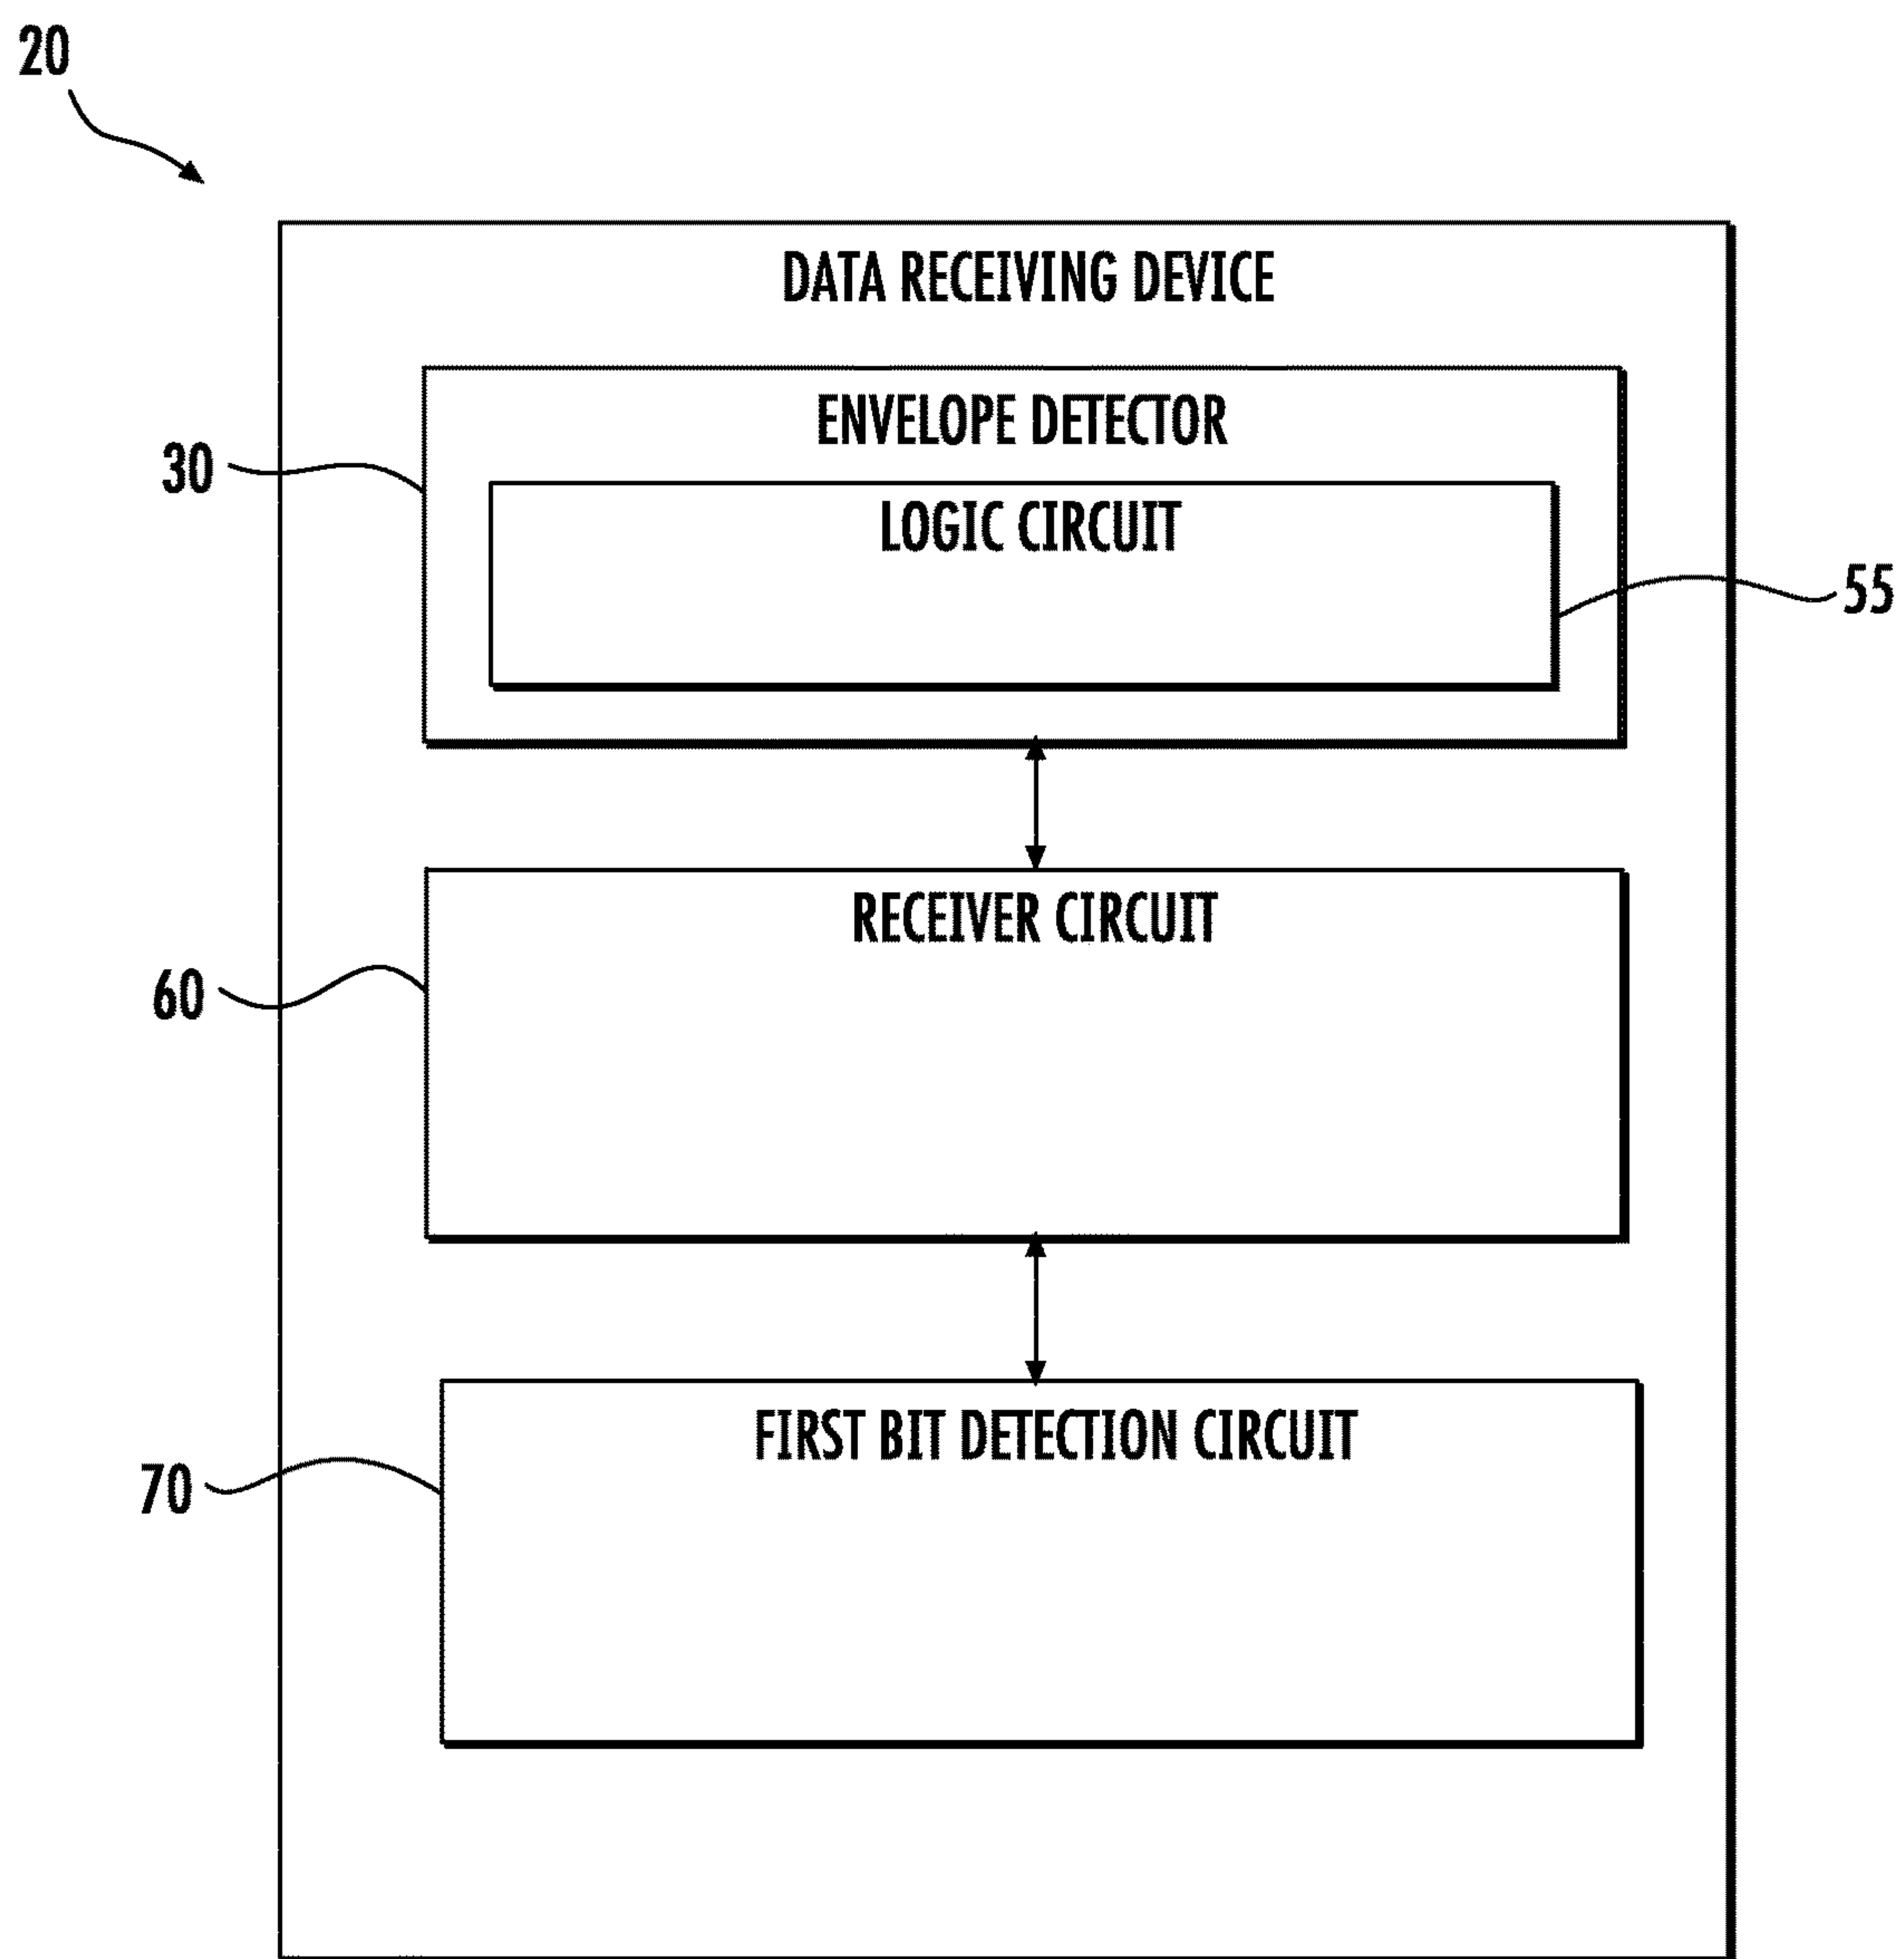 20
DATA RECEIVING DEVICE
ENVELOPE DETECTOR
30
LOGIC CIRCUIT
55
RECEIVER CIRCUIT
60
FIRST BIT DETECTION CIRCUIT
70